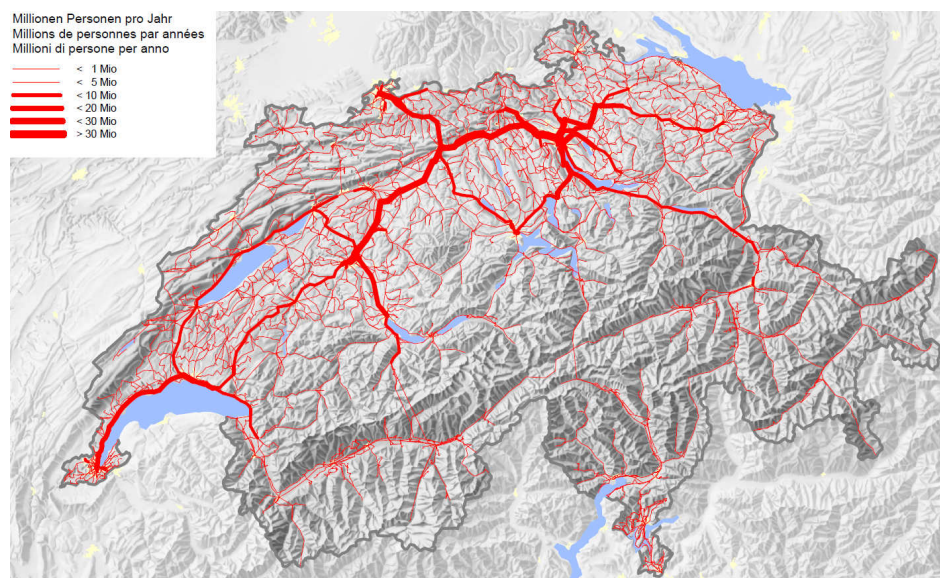 Millionen Personen pro Jahr
Millions de personnes par années
Millioni di persone per anno
< 1 Mio
< 5 Mio
< 10 Mio
< 20 Mio
< 30 Mio
> 30 Mio